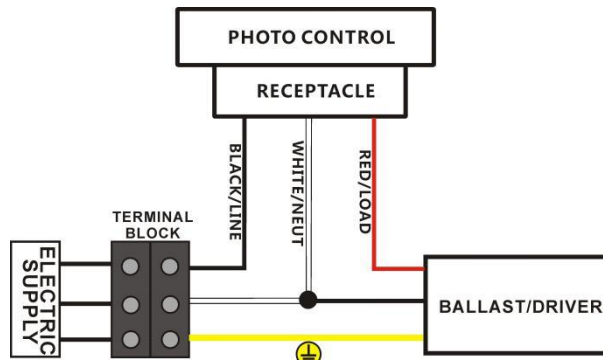 PHOTO CONTROL
RECEPTACLE
BLACK/LINE
WHITE/NEUT
RED/LOAD
TERMINAL
BLOCK
ELECTRIC
SUPPLY
BALLAST/DRIVER